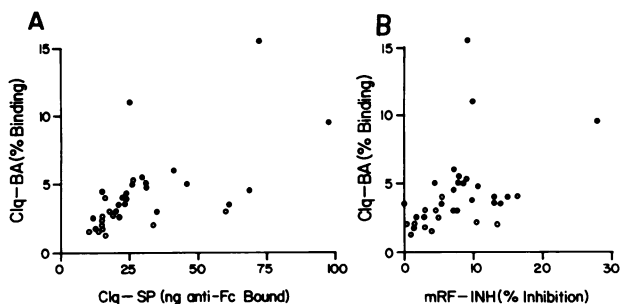 A
B
15
10
5
0
Clq-BA (% Binding)
0
25
50
75
100
Clq-SP (ng anti-Fc Bound)
15
10
5
0
Clq-BA (% Binding)
0
10
20
30
mRF-INH (% Inhibition)